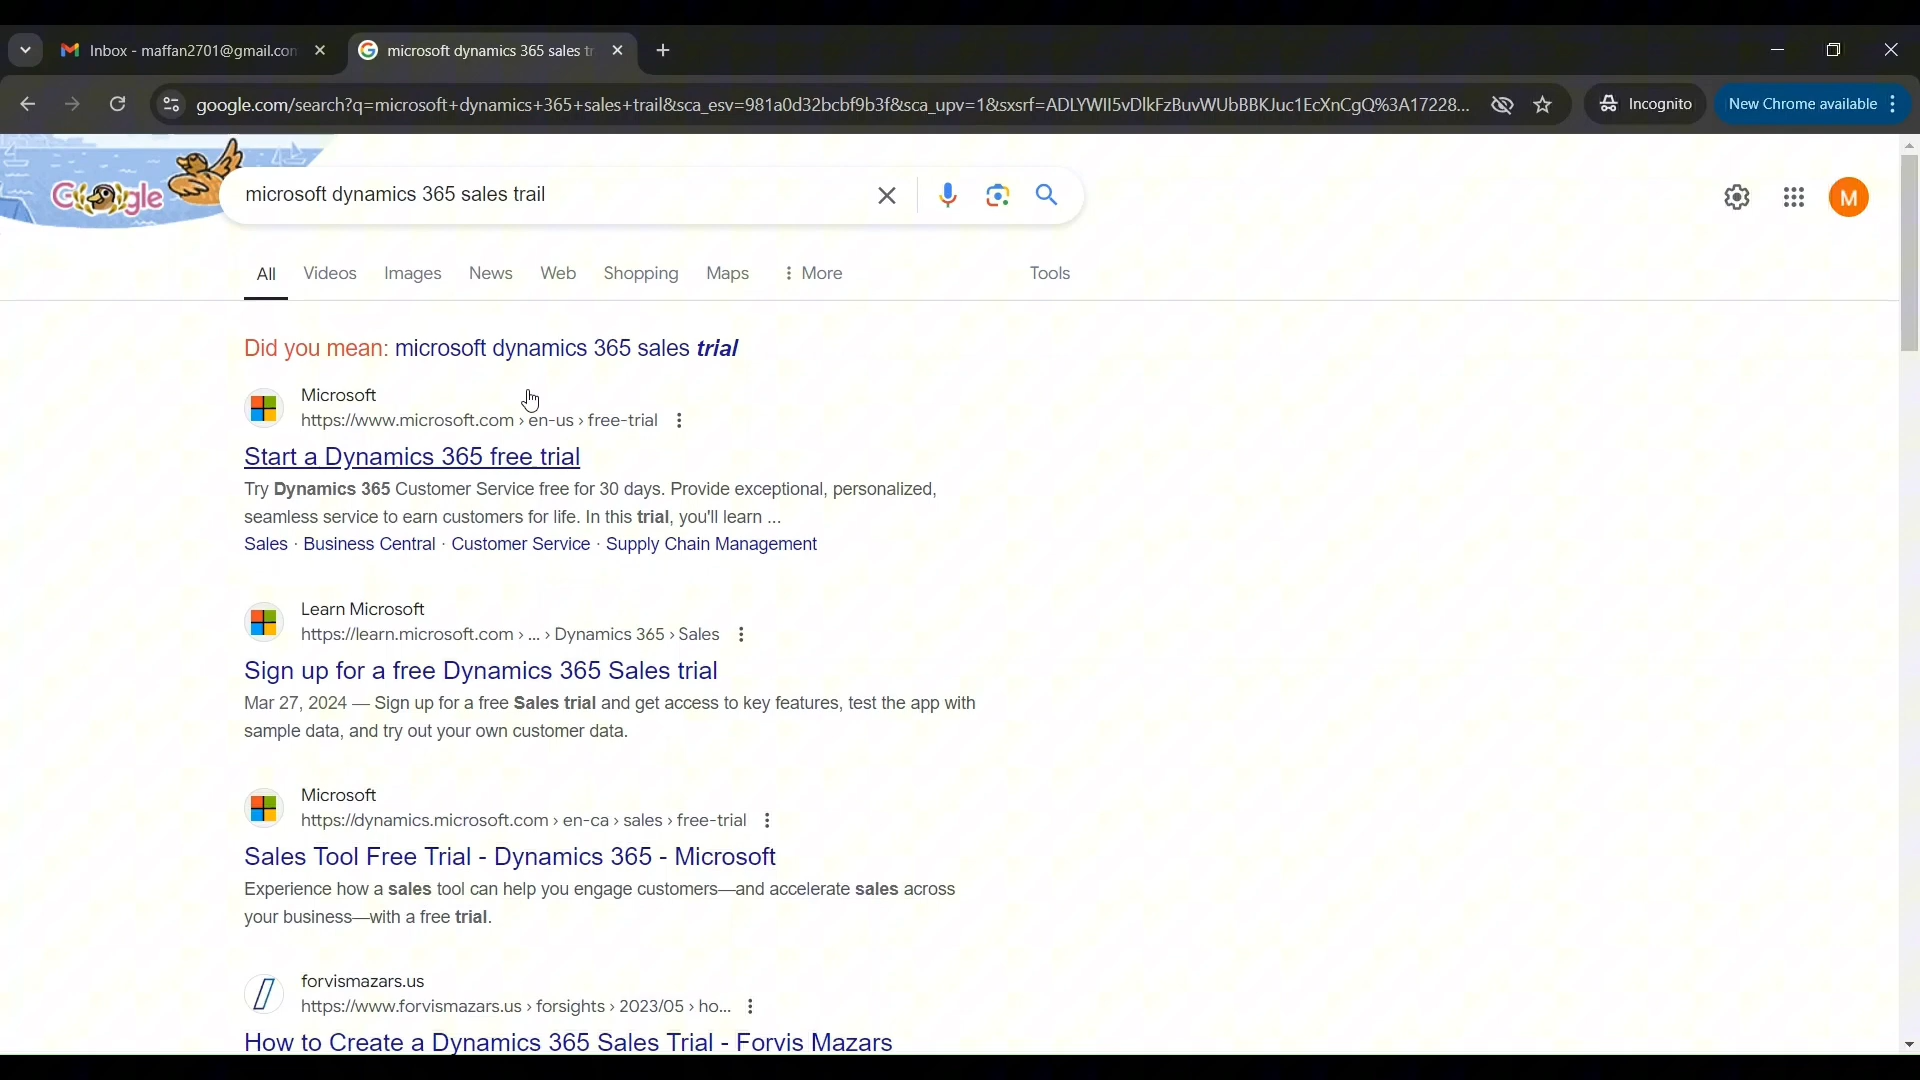 Inbox - maffan2701@gmail.com
microsoft dynamics 365 sales tr
google.com/search?q=microsoft+dynamics+365+sales+trail&sca_esv=981a0d32bcbf9b3f&sca_upv=1&sxsrf=ADLYWII5vDlkFzBuvWUbBBKJuc1EcXnCgQ%3A17228...
Incognito
New Chrome available
Google
microsoft dynamics 365 sales trail
M
All Videos Images News Web Shopping Maps More Tools
Did you mean: microsoft dynamics 365 sales trial
Microsoft
https://www.microsoft.com › en-us › free-trial
Start a Dynamics 365 free trial
Try Dynamics 365 Customer Service free for 30 days. Provide exceptional, personalized,
seamless service to earn customers for life. In this trial, you'll learn ...
Sales · Business Central · Customer Service · Supply Chain Management
Learn Microsoft
https://learn.microsoft.com › ... › Dynamics 365 › Sales
Sign up for a free Dynamics 365 Sales trial
Mar 27, 2024 — Sign up for a free Sales trial and get access to key features, test the app with
sample data, and try out your own customer data.
Microsoft
https://dynamics.microsoft.com › en-ca › sales › free-trial
Sales Tool Free Trial - Dynamics 365 - Microsoft
Experience how a sales tool can help you engage customers—and accelerate sales across
your business—with a free trial.
forvismazars.us
https://www.forvismazars.us › forsights › 2023/05 › ho...
How to Create a Dynamics 365 Sales Trial - Forvis Mazars